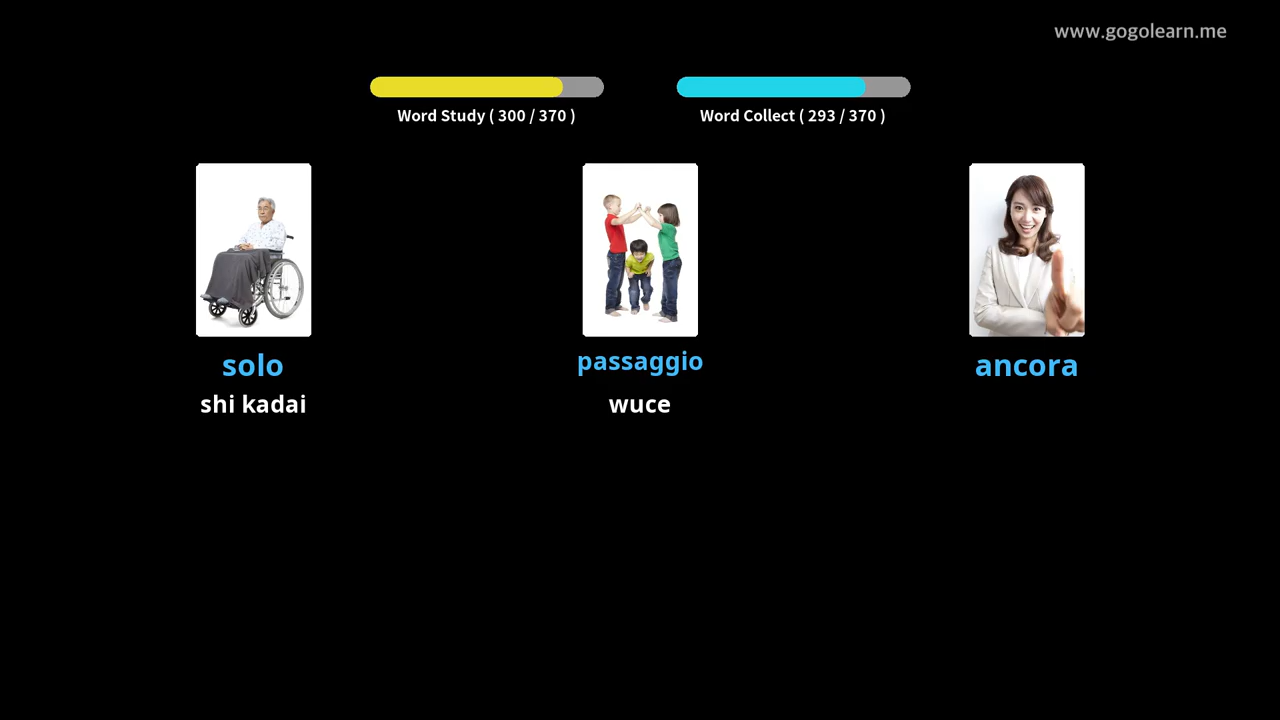 www.gogolearn.me
Word Study ( 300 / 370 )
Word Collect ( 293 / 370 )
solo
passaggio
ancora
shi kadai
wuce